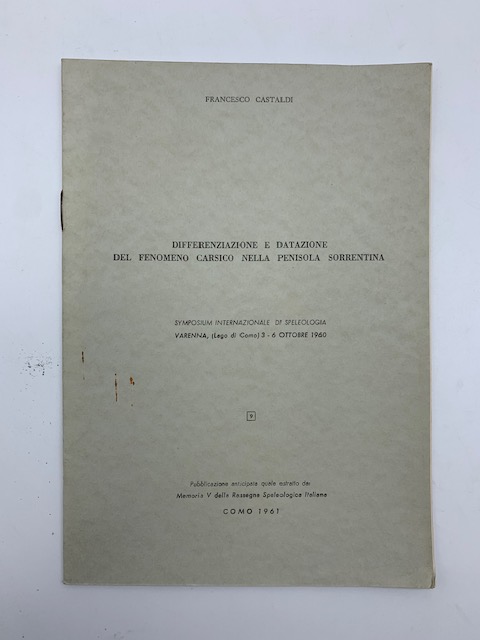 FRANCESCO CASTALDI
DIFFERENZIAZIONE E DATAZIONE
DEL FENOMENO CARSICO NELLA PENISOLA SORRENTINA
SYMPOSIUM INTERNAZIONALE DI SPELEOLOGIA
VARENNA, (Lago di Como) 3 - 6 OTTOBRE 1960
9
Pubblicazione anticipata quale estratto da:
Memoria V della Rassegna Speleologica Italiana
COMO 1961